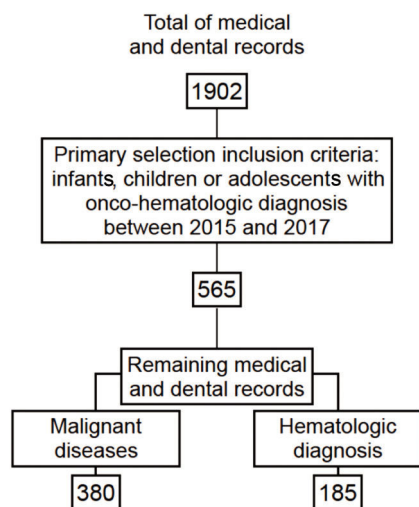 Total of medical
and dental records
1902
Primary selection inclusion criteria:
infants, children or adolescents with
onco-hematologic diagnosis
between 2015 and 2017
565
Remaining medical
and dental records
Malignant
diseases
Hematologic
diagnosis
380
185